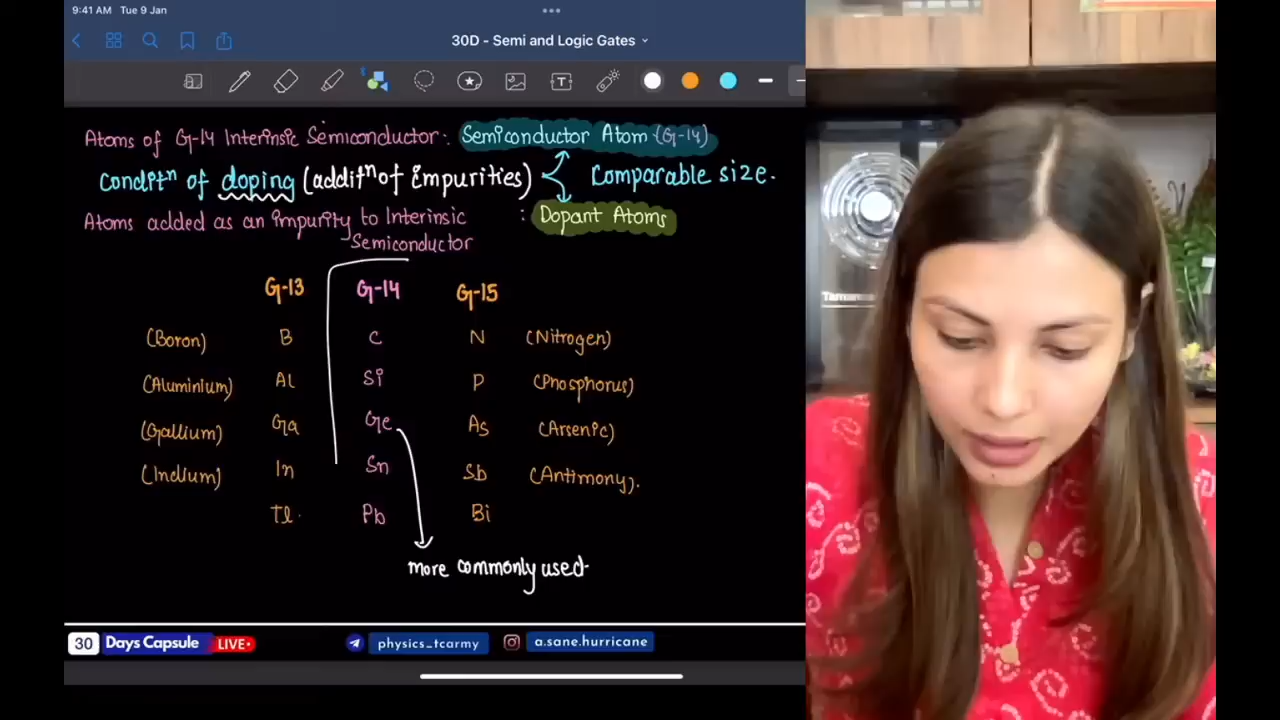 9:41 AM Tue 9 Jan
30D - Semi and Logic Gates
Atoms of G-14 Interinsic Semiconductor: Semiconductor Atom (G-14)
Conditⁿ of doping (additⁿ of impurities) Comparable size.
Atoms added as an impurity to Interinsic : Dopant Atoms
Semiconductor
G-13 G-14 G-15
(Boron) B C N (Nitrogen)
(Aluminium) Al Si P (Phosphorus)
(Gallium) Ga Ge As (Arsenic)
(Indium) In Sn Sb (Antimony).
Tl. Pb Bi
more commonly used
30 Days Capsule LIVE physics_tcarmy a.sane.hurricane